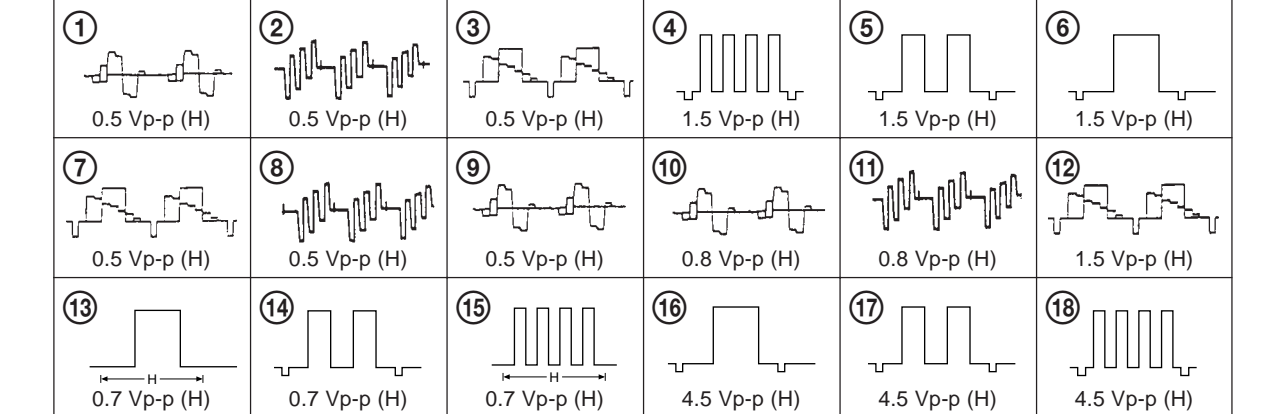 ① ② ③ ④ ⑤ ⑥
0.5 Vp-p (H) 0.5 Vp-p (H) 0.5 Vp-p (H) 1.5 Vp-p (H) 1.5 Vp-p (H) 1.5 Vp-p (H)
⑦ ⑧ ⑨ ⑩ ⑪ ⑫
0.5 Vp-p (H) 0.5 Vp-p (H) 0.5 Vp-p (H) 0.8 Vp-p (H) 0.8 Vp-p (H) 1.5 Vp-p (H)
⑬ ⑭ ⑮ ⑯ ⑰ ⑱
H H
0.7 Vp-p (H) 0.7 Vp-p (H) 0.7 Vp-p (H) 4.5 Vp-p (H) 4.5 Vp-p (H) 4.5 Vp-p (H)